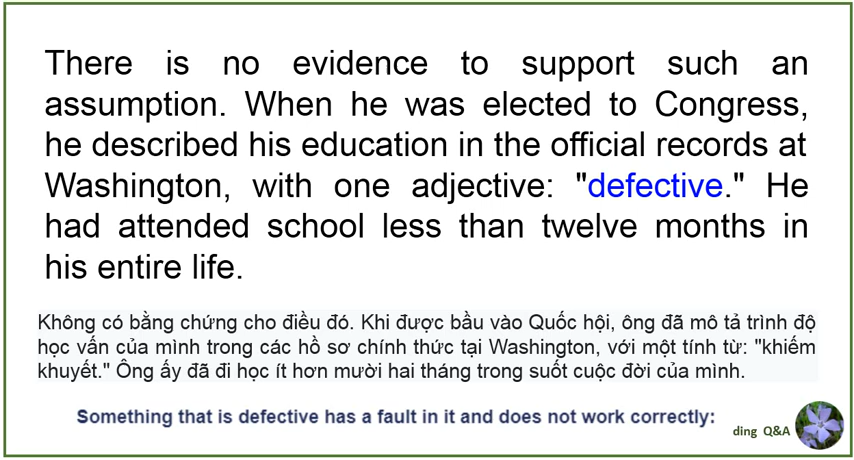 There is no evidence to support such an
assumption. When he was elected to Congress,
he described his education in the official records at
Washington, with one adjective: "defective." He
had attended school less than twelve months in
his entire life.
Không có bằng chứng cho điều đó. Khi được bầu vào Quốc hội, ông đã mô tả trình độ
học vấn của mình trong các hồ sơ chính thức tại Washington, với một tính từ: "khiếm
khuyết." Ông ấy đã đi học ít hơn mười hai tháng trong suốt cuộc đời của mình.
Something that is defective has a fault in it and does not work correctly:
ding Q&A